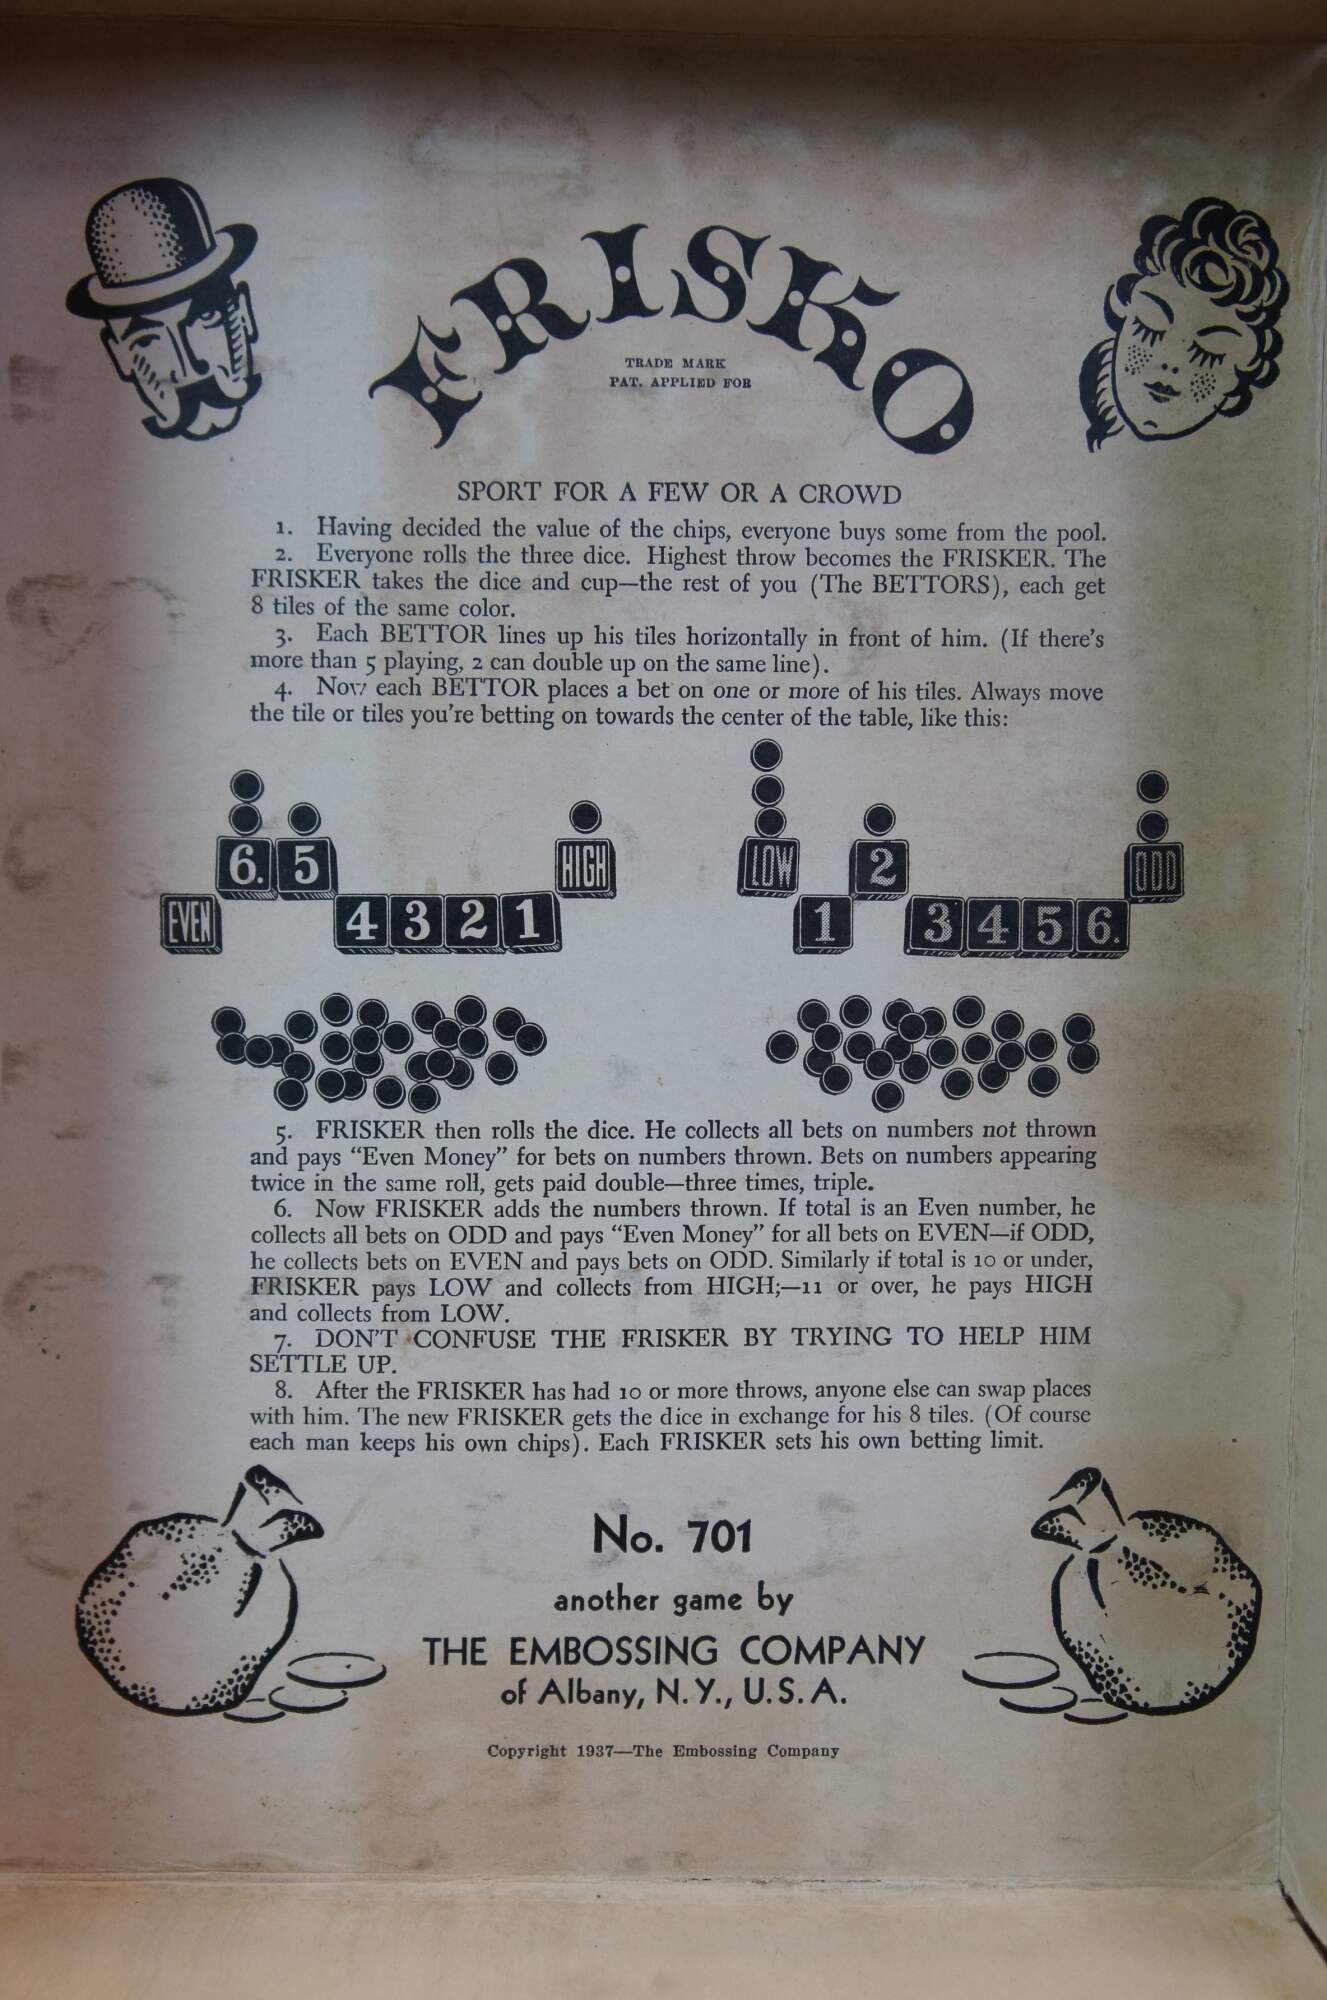 FRISKO
TRADE MARK
PAT. APPLIED FOR
SPORT FOR A FEW OR A CROWD
1. Having decided the value of the chips, everyone buys some from the pool.
2. Everyone rolls the three dice. Highest throw becomes the FRISKER. The
FRISKER takes the dice and cup—the rest of you (The BETTORS), each get
8 tiles of the same color.
3. Each BETTOR lines up his tiles horizontally in front of him. (If there's
more than 5 playing, 2 can double up on the same line).
4. Now each BETTOR places a bet on one or more of his tiles. Always move
the tile or tiles you're betting on towards the center of the table, like this:
6. 5 HIGH LOW 2 ODD
EVEN 4 3 2 1 1 3 4 5 6.
5. FRISKER then rolls the dice. He collects all bets on numbers not thrown
and pays “Even Money” for bets on numbers thrown. Bets on numbers appearing
twice in the same roll, gets paid double—three times, triple.
6. Now FRISKER adds the numbers thrown. If total is an Even number, he
collects all bets on ODD and pays “Even Money” for all bets on EVEN—if ODD,
he collects bets on EVEN and pays bets on ODD. Similarly if total is 10 or under,
FRISKER pays LOW and collects from HIGH;—11 or over, he pays HIGH
and collects from LOW.
7. DON'T CONFUSE THE FRISKER BY TRYING TO HELP HIM
SETTLE UP.
8. After the FRISKER has had 10 or more throws, anyone else can swap places
with him. The new FRISKER gets the dice in exchange for his 8 tiles. (Of course
each man keeps his own chips). Each FRISKER sets his own betting limit.
No. 701
another game by
THE EMBOSSING COMPANY
of Albany, N. Y., U. S. A.
Copyright 1937—The Embossing Company